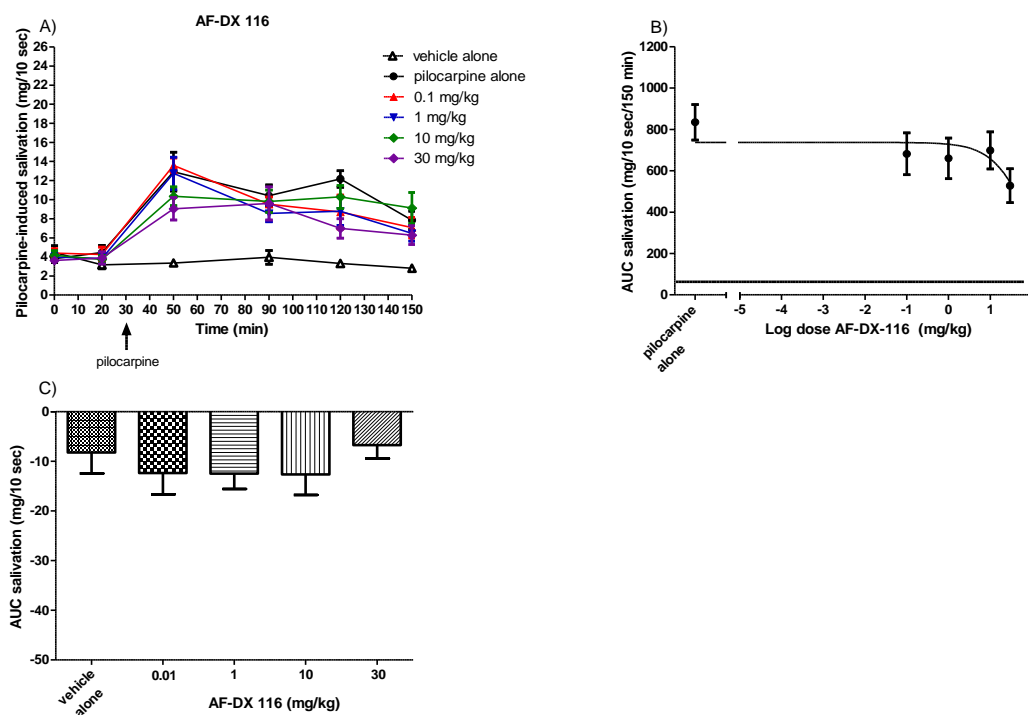 A)
AF-DX 116
Pilocarpine-induced salivation (mg/10 sec)
26
24
22
20
18
16
14
12
10
8
6
4
2
0
0 10 20 30 40 50 60 70 80 90 100 110 120 130 140 150
Time (min)
pilocarpine
vehicle alone
pilocarpine alone
0.1 mg/kg
1 mg/kg
10 mg/kg
30 mg/kg
B)
AUC salivation (mg/10 sec/150 min)
1200
1000
800
600
400
200
0
pilocarpine alone
-5 -4 -3 -2 -1 0 1
Log dose AF-DX-116 (mg/kg)
C)
AUC salivation (mg/10 sec)
0
-10
-20
-30
-40
-50
vehicle
alone
0.01 1 10 30
AF-DX 116 (mg/kg)